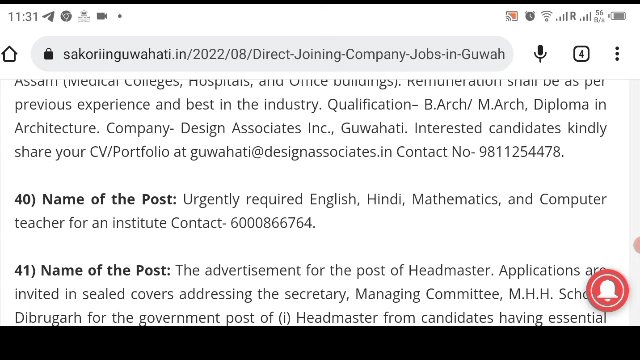 11:31 R 56 B/s
sakoriinguwahati.in/2022/08/Direct-Joining-Company-Jobs-in-Guwah 4
Assam (Medical Colleges, Hospitals, and Office buildings). Remuneration shall be as per
previous experience and best in the industry. Qualification– B.Arch/ M.Arch, Diploma in
Architecture. Company- Design Associates Inc., Guwahati. Interested candidates kindly
share your CV/Portfolio at guwahati@designassociates.in Contact No- 9811254478.
40) Name of the Post: Urgently required English, Hindi, Mathematics, and Computer
teacher for an institute Contact- 6000866764.
41) Name of the Post: The advertisement for the post of Headmaster. Applications are
invited in sealed covers addressing the secretary, Managing Committee, M.H.H. Schoo
Dibrugarh for the government post of (i) Headmaster from candidates having essential